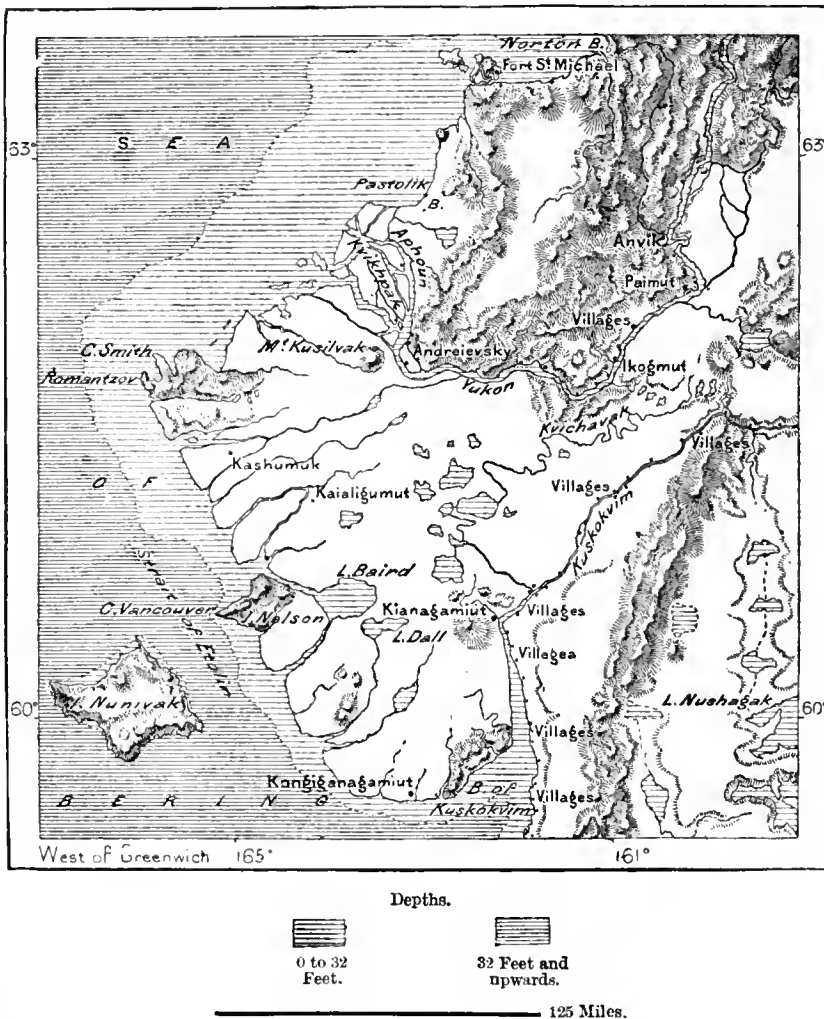 Norton B.
Fort St Michael
63°
63°
S E A
Pastolik
B.
Kvikhpak
Aphoun
Anvik
Paimut
Villages
C. Smith
Romantzov
Mt Kusilvak
Andreievsky
Yukon
Ikogmut
Kvichavak
Kashumuk
Villages
Kaialigumut
Villages
Kuskokvim
O F
Strait of Etolin
L. Baird
C. Vancouver
I. Nelson
Kianagamiut
Villages
L. Dall
Villagea
I. Nunivak
60°
60°
L. Nushagak
Villages
Kongiganagamiut
B of
Kuskokvim
Villages
B E R I N G
West of Greenwich
165°
161°
Depths.
0 to 32
Feet.
32 Feet and
upwards.
125 Miles.